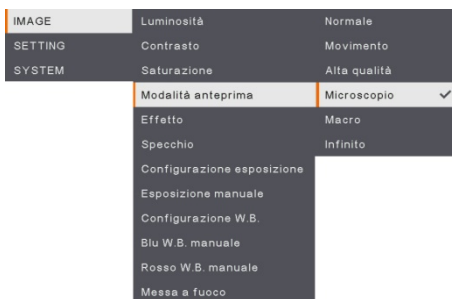 IMAGE
SETTING
SYSTEM
Luminosità
Contrasto
Saturazione
Modalità anteprima
Effetto
Specchio
Configurazione esposizione
Esposizione manuale
Configurazione W.B.
Blu W.B. manuale
Rosso W.B. manuale
Messa a fuoco
Normale
Movimento
Alta qualità
Microscopio
Macro
Infinito